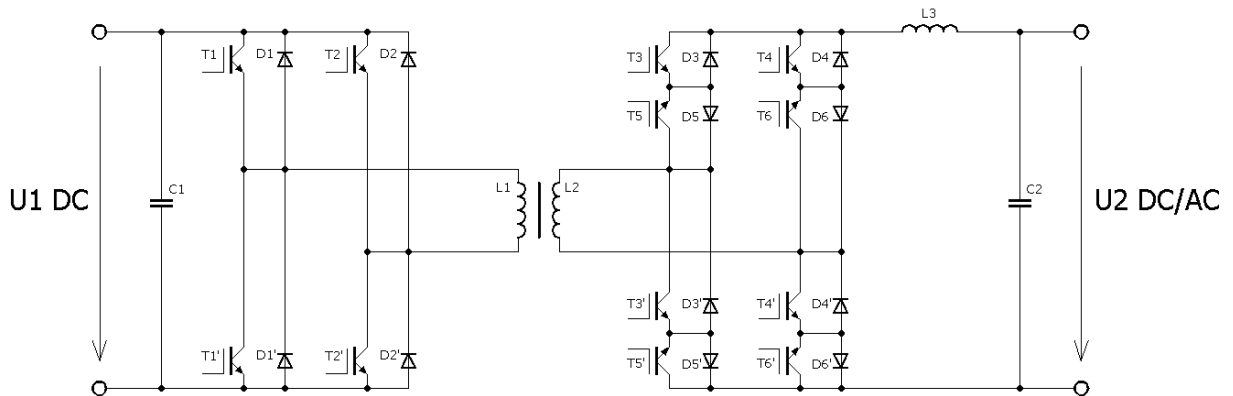 L3
T1 D1 T2 D2 T3 D3 T4 D4
T5 D5 T6 D6
U1 DC C1 L1 L2 C2 U2 DC/AC
T3' D3' T4' D4'
T1' D1' T2' D2' T5' D5' T6' D6'